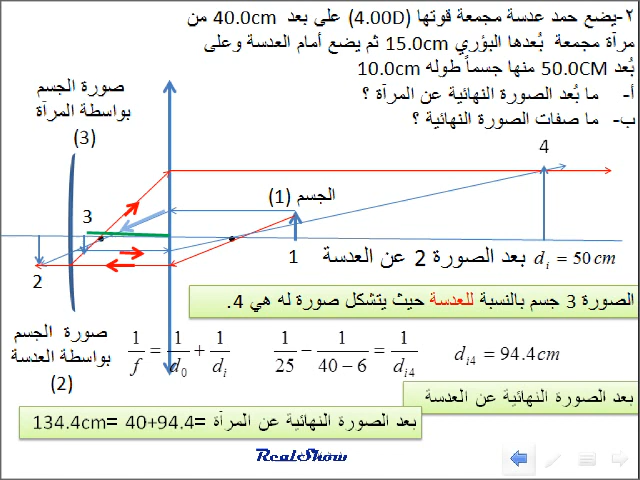 ٢-يضع حمد عدسة مجمعة قوتها (4.00D) على بعد 40.0cm من
مرآة مجمعة بُعدها البؤري 15.0cm ثم يضع أمام العدسة وعلى
بُعد 50.0CM منها جسماً طوله 10.0cm
أ- ما بُعد الصورة النهائية عن المرآة ؟
ب- ما صفات الصورة النهائية ؟
صورة الجسم
بواسطة المرآة
(3)
4
الجسم (1)
3
2
1
بعد الصورة 2 عن العدسة d_i = 50 cm
الصورة 3 جسم بالنسبة للعدسة حيث يتشكل صورة له هي 4.
صورة الجسم
بواسطة العدسة
(2)
1/f = 1/d_0 + 1/d_i
1/25 - 1/(40 - 6) = 1/d_{i4}
d_{i4} = 94.4cm
بعد الصورة النهائية عن العدسة
بعد الصورة النهائية عن المرآة =94.4+40 =134.4cm
RealShow